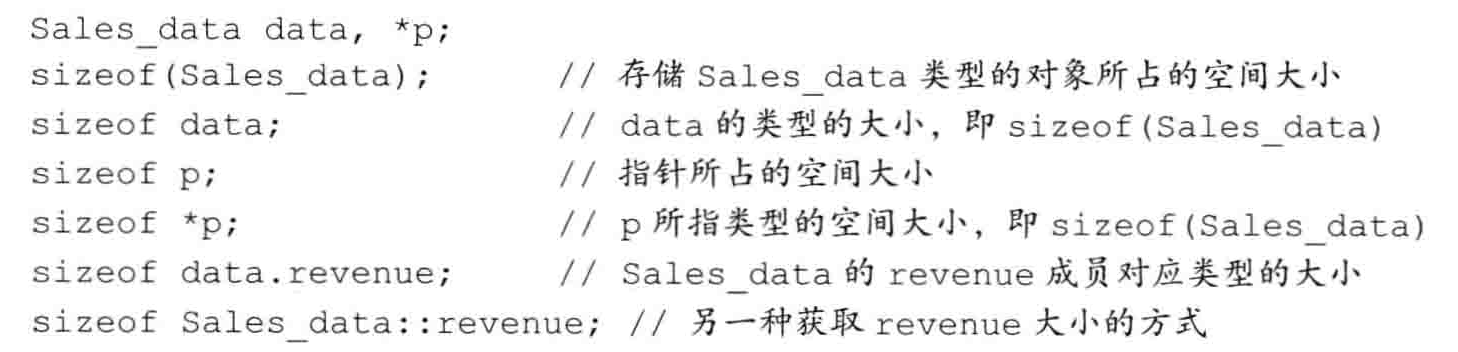 Sales_data data, *p;
sizeof(Sales_data); // 存储 Sales_data 类型的对象所占的空间大小
sizeof data; // data 的类型的大小，即 sizeof(Sales_data)
sizeof p; // 指针所占的空间大小
sizeof *p; // p 所指类型的空间大小，即 sizeof(Sales_data)
sizeof data.revenue; // Sales_data 的 revenue 成员对应类型的大小
sizeof Sales_data::revenue; // 另一种获取 revenue 大小的方式